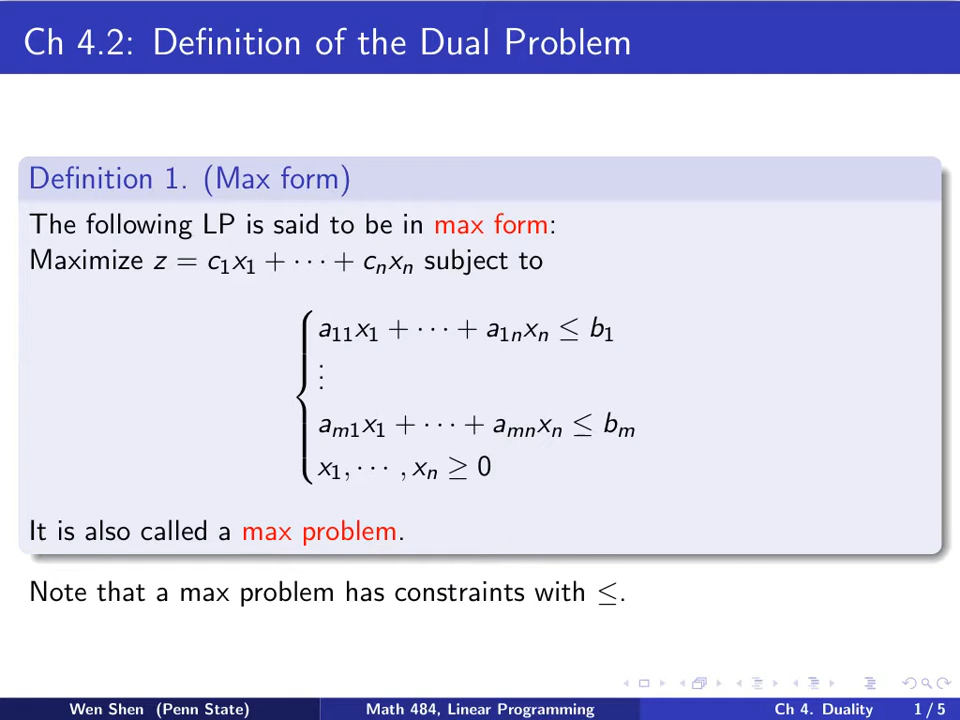 Ch 4.2: Definition of the Dual Problem
Definition 1. (Max form)
The following LP is said to be in max form:
Maximize z = c₁x₁ + · · · + cₙxₙ subject to
a₁₁x₁ + · · · + a₁ₙxₙ ≤ b₁
⋮
aₘ₁x₁ + · · · + aₘₙxₙ ≤ bₘ
x₁, · · · , xₙ ≥ 0
It is also called a max problem.
Note that a max problem has constraints with ≤.
Wen Shen (Penn State) Math 484, Linear Programming Ch 4. Duality 1 / 5